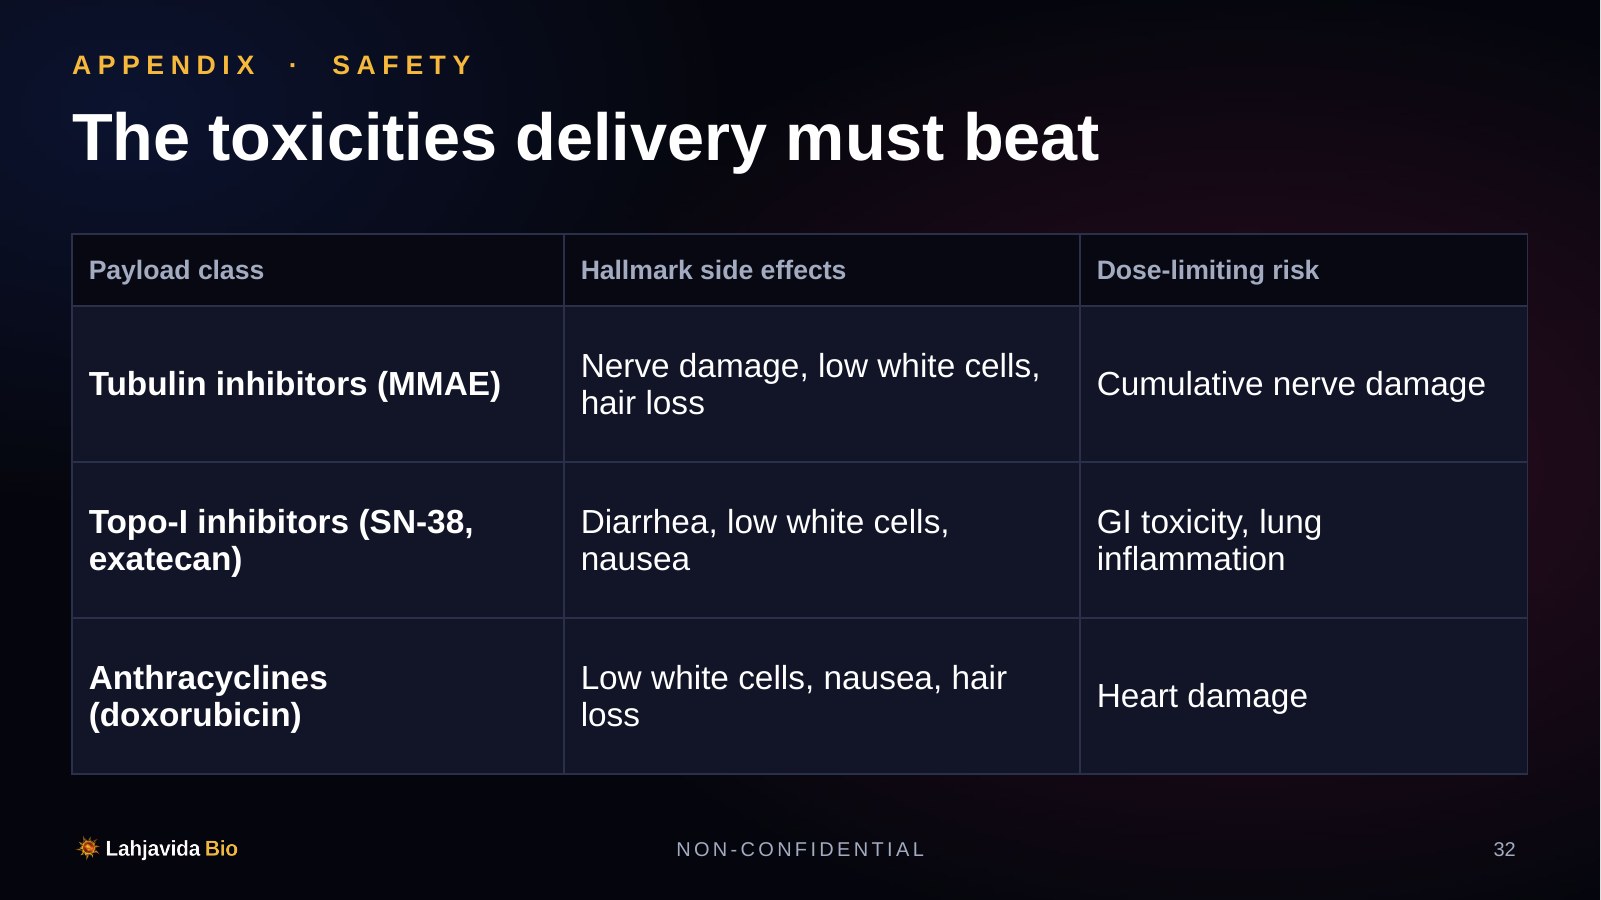 APPENDIX · SAFETY
The toxicities delivery must beat
Payload class
Hallmark side effects
Dose-limiting risk
Tubulin inhibitors (MMAE)
Nerve damage, low white cells,
hair loss
Cumulative nerve damage
Topo-I inhibitors (SN-38,
exatecan)
Diarrhea, low white cells,
nausea
GI toxicity, lung
inflammation
Anthracyclines
(doxorubicin)
Low white cells, nausea, hair
loss
Heart damage
Lahjavida Bio
NON-CONFIDENTIAL
32